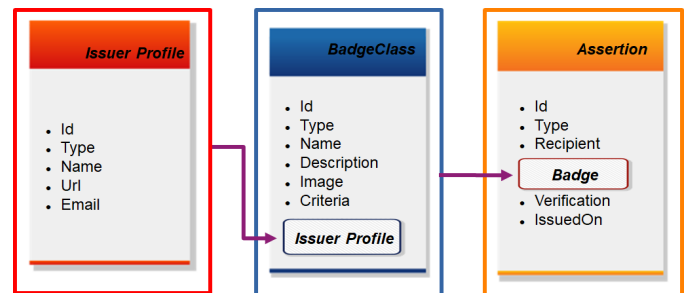 Issuer Profile
• Id
• Type
• Name
• Url
• Email
BadgeClass
• Id
• Type
• Name
• Description
• Image
• Criteria
Issuer Profile
Assertion
• Id
• Type
• Recipient
Badge
• Verification
• IssuedOn